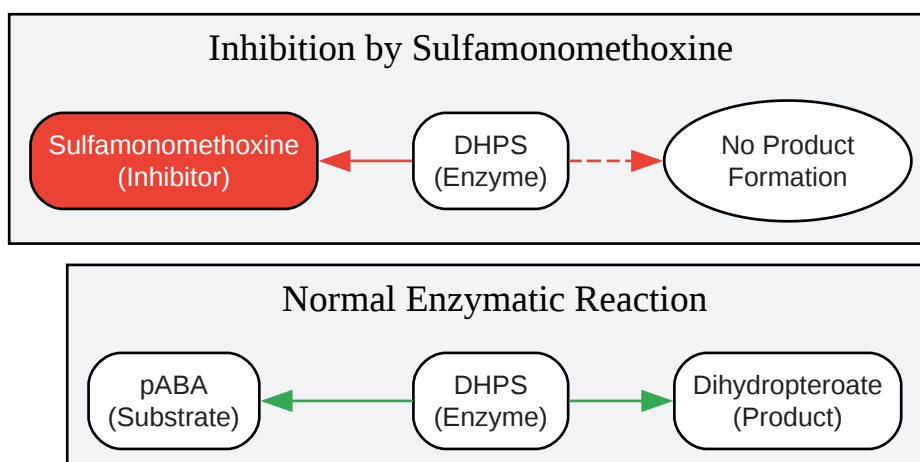 Inhibition by Sulfamonomethoxine
Sulfamonomethoxine
(Inhibitor)
DHPS
(Enzyme)
No Product
Formation
Normal Enzymatic Reaction
pABA
(Substrate)
DHPS
(Enzyme)
Dihydropteroate
(Product)